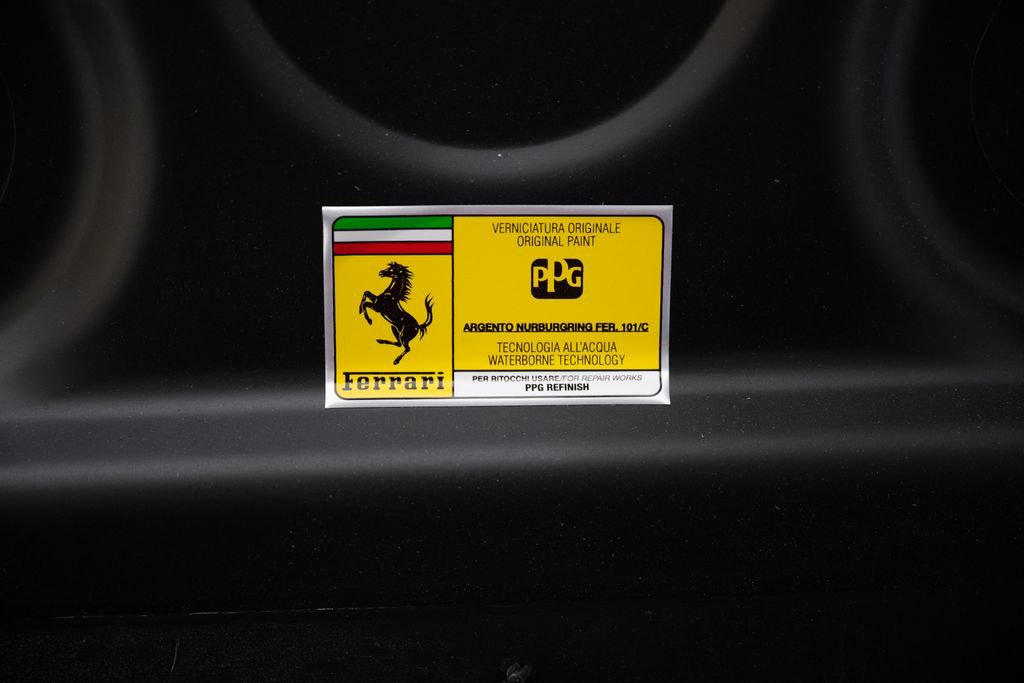 VERNICIATURA ORIGINALE
ORIGINAL PAINT
PPG
ARGENTO NURBURGRING FER. 101/C
TECNOLOGIA ALL'ACQUA
WATERBORNE TECHNOLOGY
PER RITOCCHI USARE/FOR REPAIR WORKS
PPG REFINISH
Ferrari